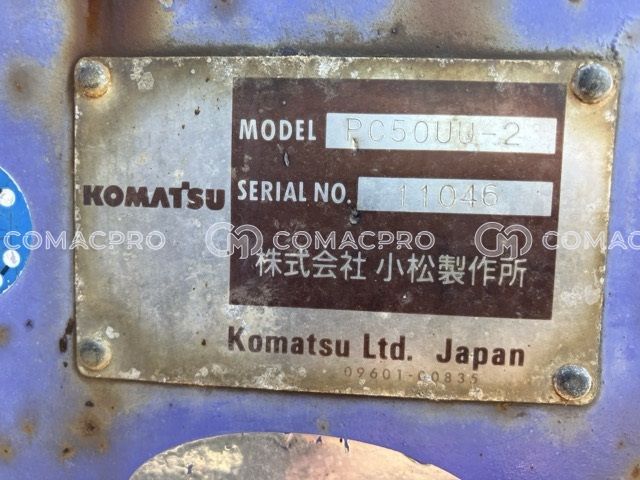 MODEL PC50UU-2
KOMATSU
SERIAL NO. 11046
COMACPRO COMACPRO COMACPRO
株式会社 小松製作所
Komatsu Ltd. Japan
09601-00835